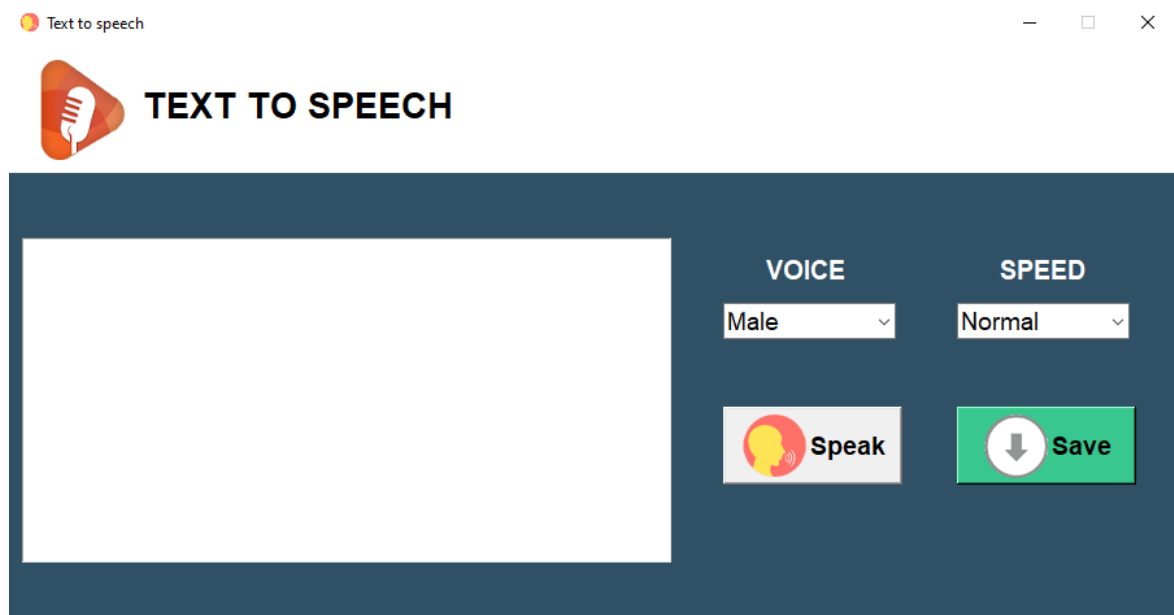 Text to speech
TEXT TO SPEECH
VOICE
SPEED
Male
Normal
Speak
Save